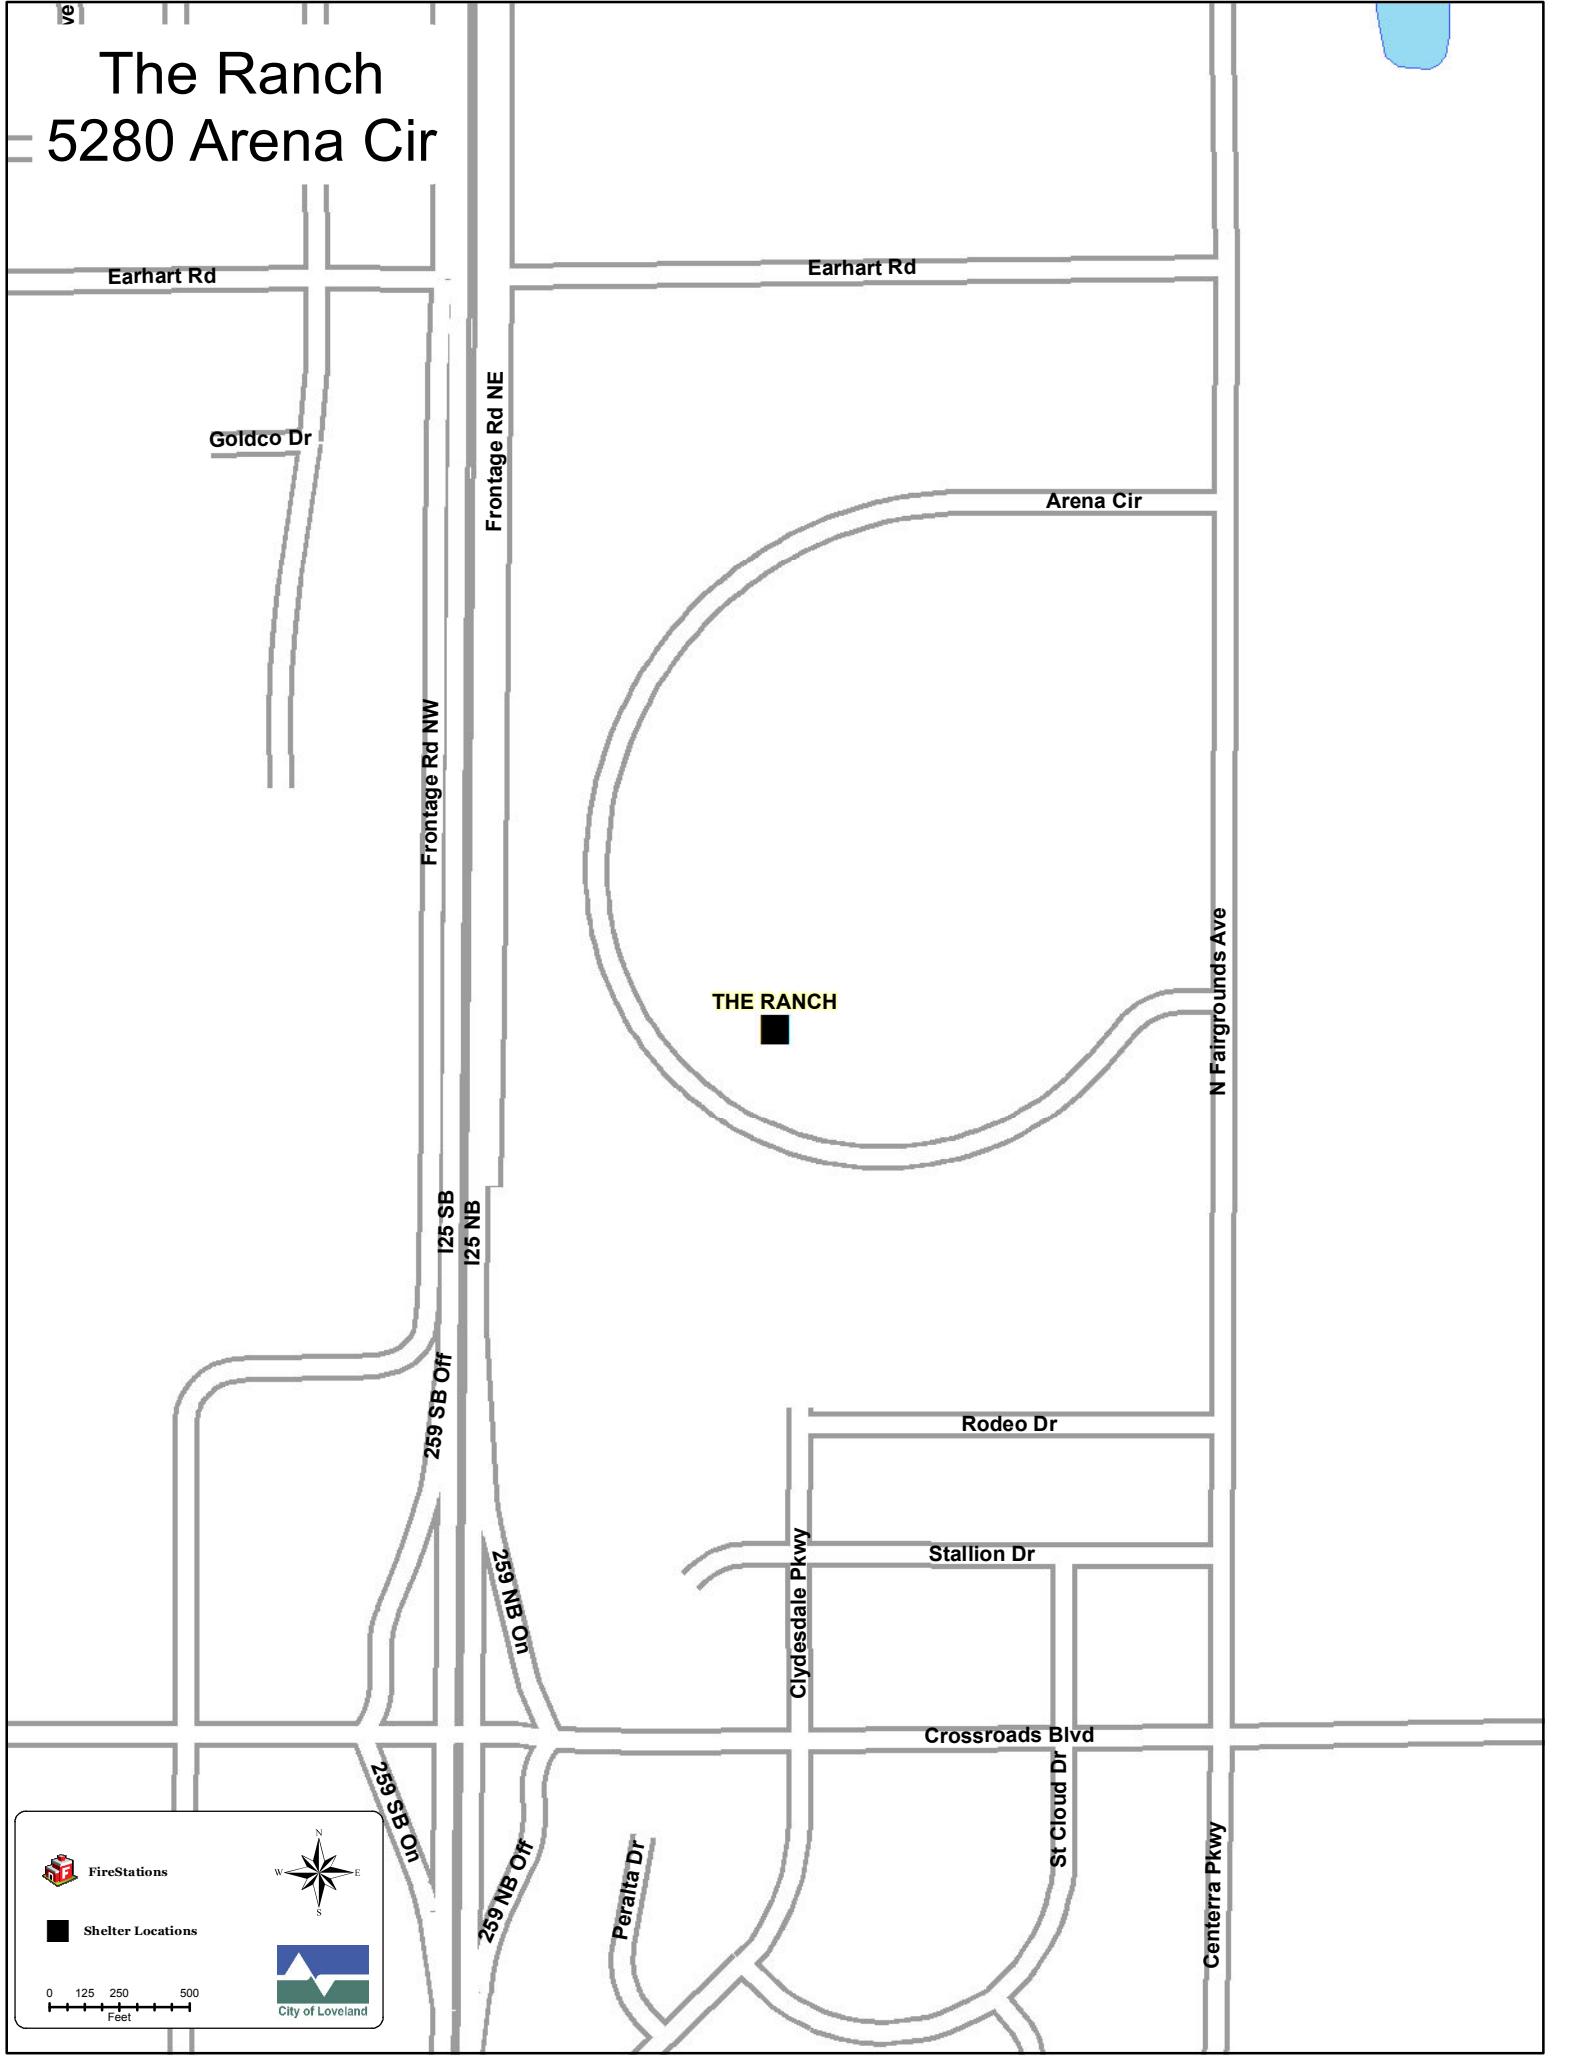 ve
The Ranch
5280 Arena Cir
Earhart Rd
Earhart Rd
Frontage Rd NE
Goldco Dr
Arena Cir
Frontage Rd NW
N Fairgrounds Ave
THE RANCH
I25 SB
I25 NB
259 SB Off
Rodeo Dr
259 NB On
Stallion Dr
Clydesdale Pkwy
Crossroads Blvd
259 SB On
St Cloud Dr
259 NB Off
Peralta Dr
Centerra Pkwy
N
W
E
S
FireStations
F
Shelter Locations
0 125 250 500
Feet
City of Loveland